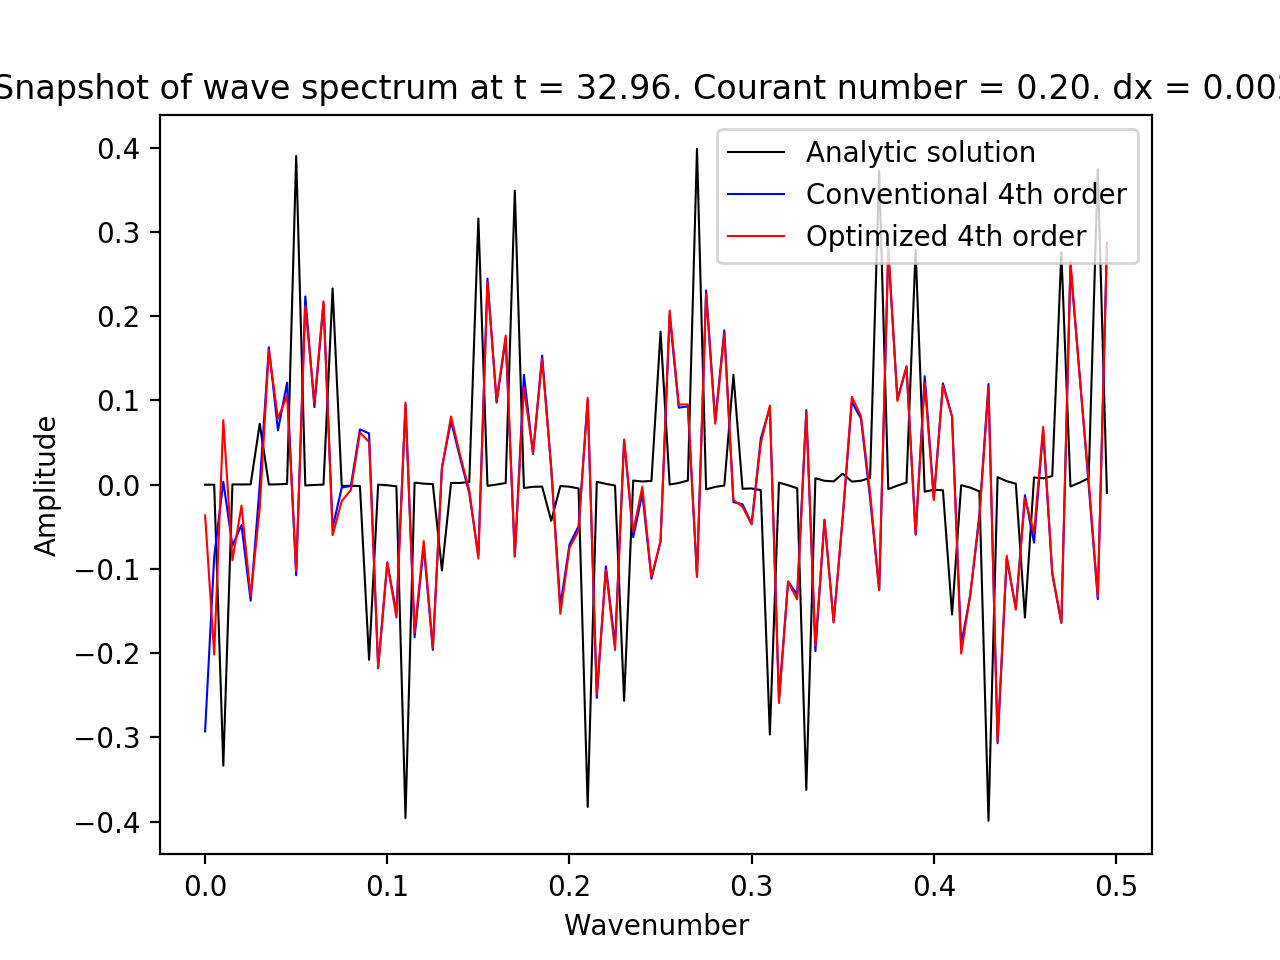 Snapshot of wave spectrum at t = 32.96. Courant number = 0.20. dx = 0.00
Analytic solution
Conventional 4th order
Optimized 4th order
0.4
0.3
0.2
0.1
0.0
−0.1
−0.2
−0.3
−0.4
Amplitude
0.0 0.1 0.2 0.3 0.4 0.5
Wavenumber